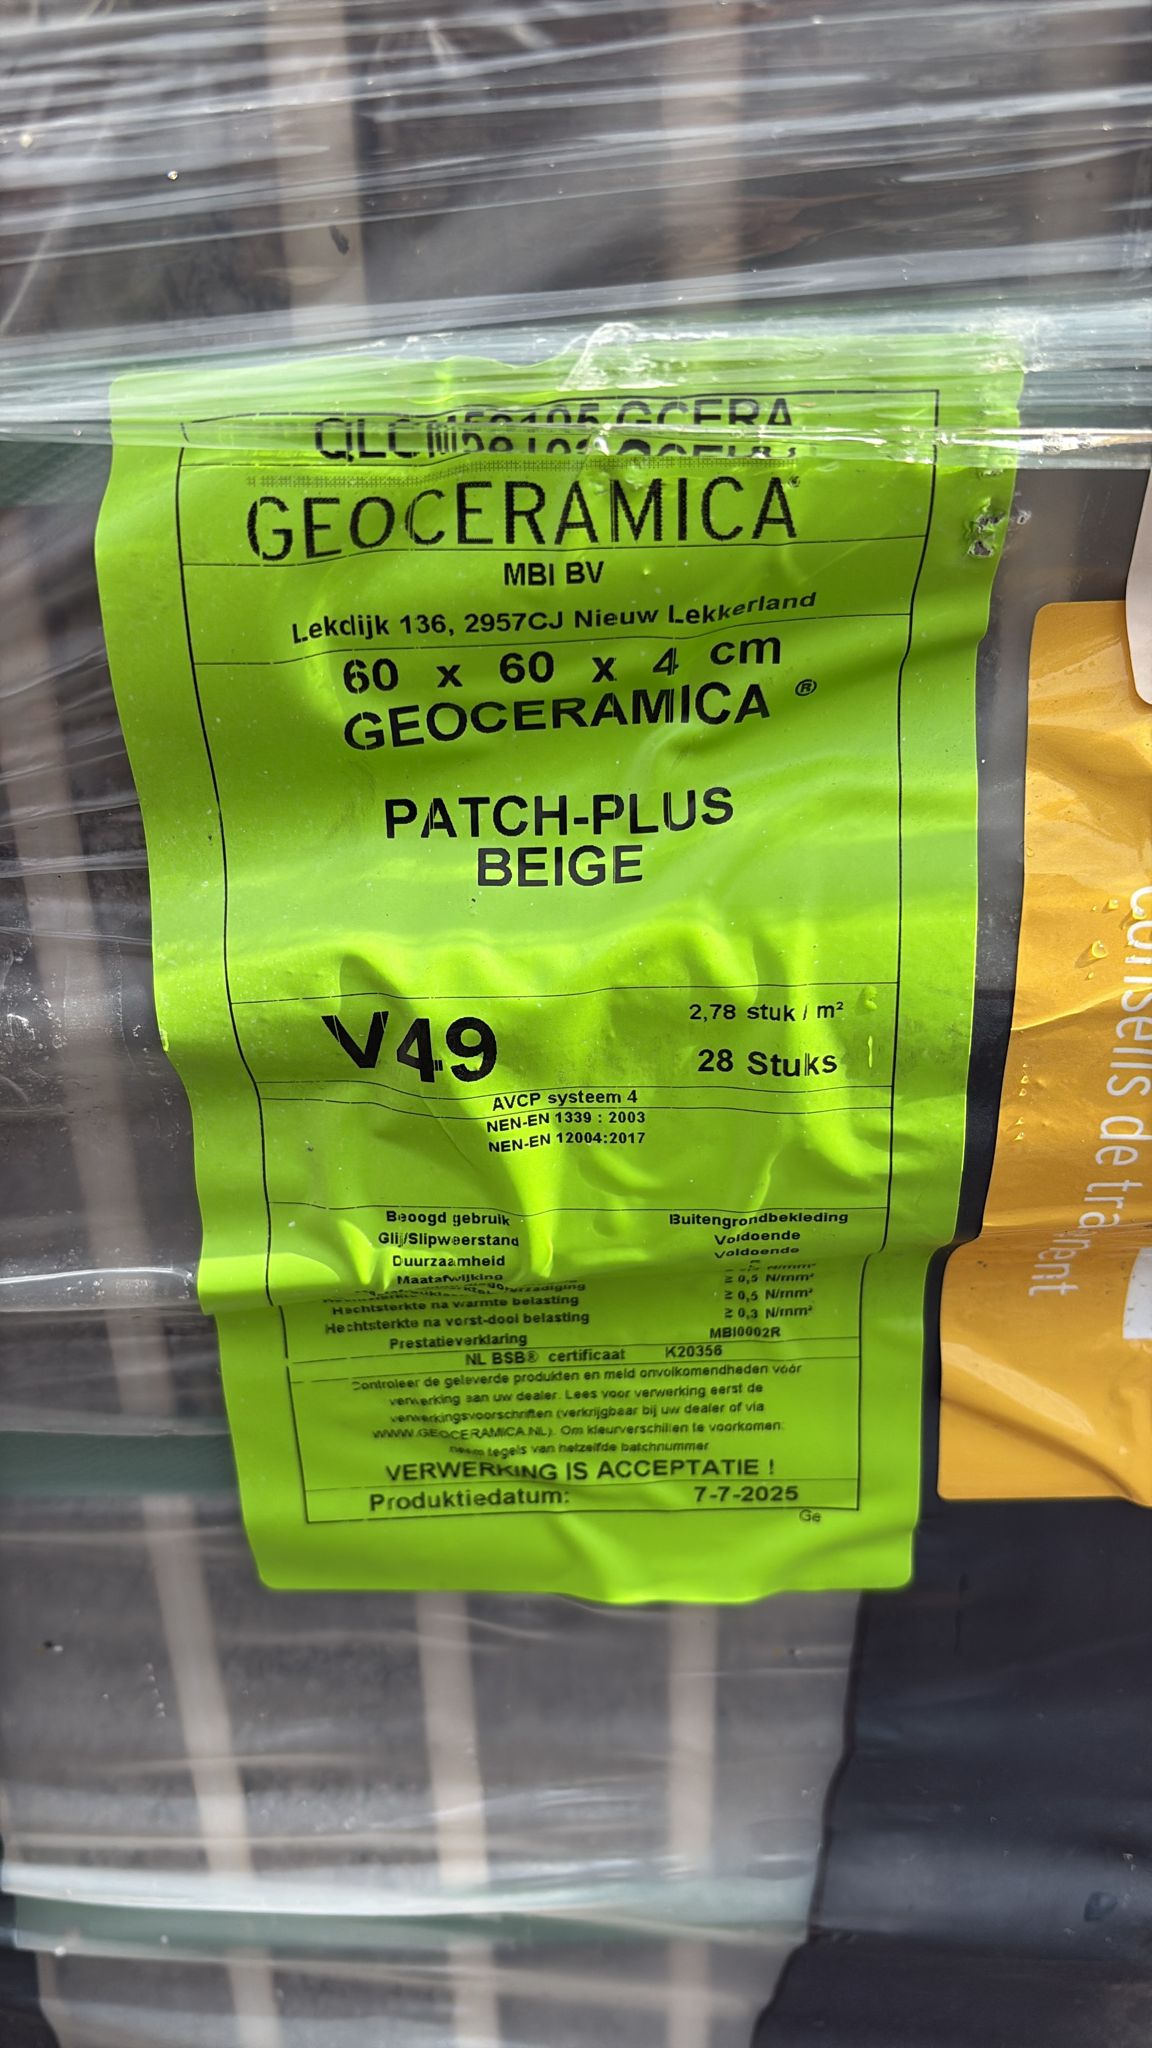 GEOCERAMICA
MBI BV
Lekdijk 136, 2957CJ Nieuw Lekkerland
60 x 60 x 4 cm
GEOCERAMICA ®
PATCH-PLUS
BEIGE
V49
2,78 stuk / m²
28 Stuks
AVCP systeem 4
NEN-EN 1339 : 2003
NEN-EN 12004:2017
Beoogd gebruik Buitengrondbekleding
Glij/Slipweerstand Voldoende
Duurzaamheid Voldoende
Maatafwijking
≥ 0,5 N/mm²
Hechtsterkte na warmte belasting ≥ 0,5 N/mm²
Hechtsterkte na vorst-dooi belasting ≥ 0,3 N/mm²
Prestatieverklaring MBI0002R
NL BSB® certificaat K20356
Controleer de geleverde produkten en meld onvolkomendheden vóór
verwerking aan uw dealer. Lees voor verwerking eerst de
verwerkingsvoorschriften (verkrijgbaar bij uw dealer of via
WWW.GEOCERAMICA.NL). Om kleurverschillen te voorkomen:
neem tegels van hetzelfde batchnummer
VERWERKING IS ACCEPTATIE !
Produktiedatum: 7-7-2025
Ge
de